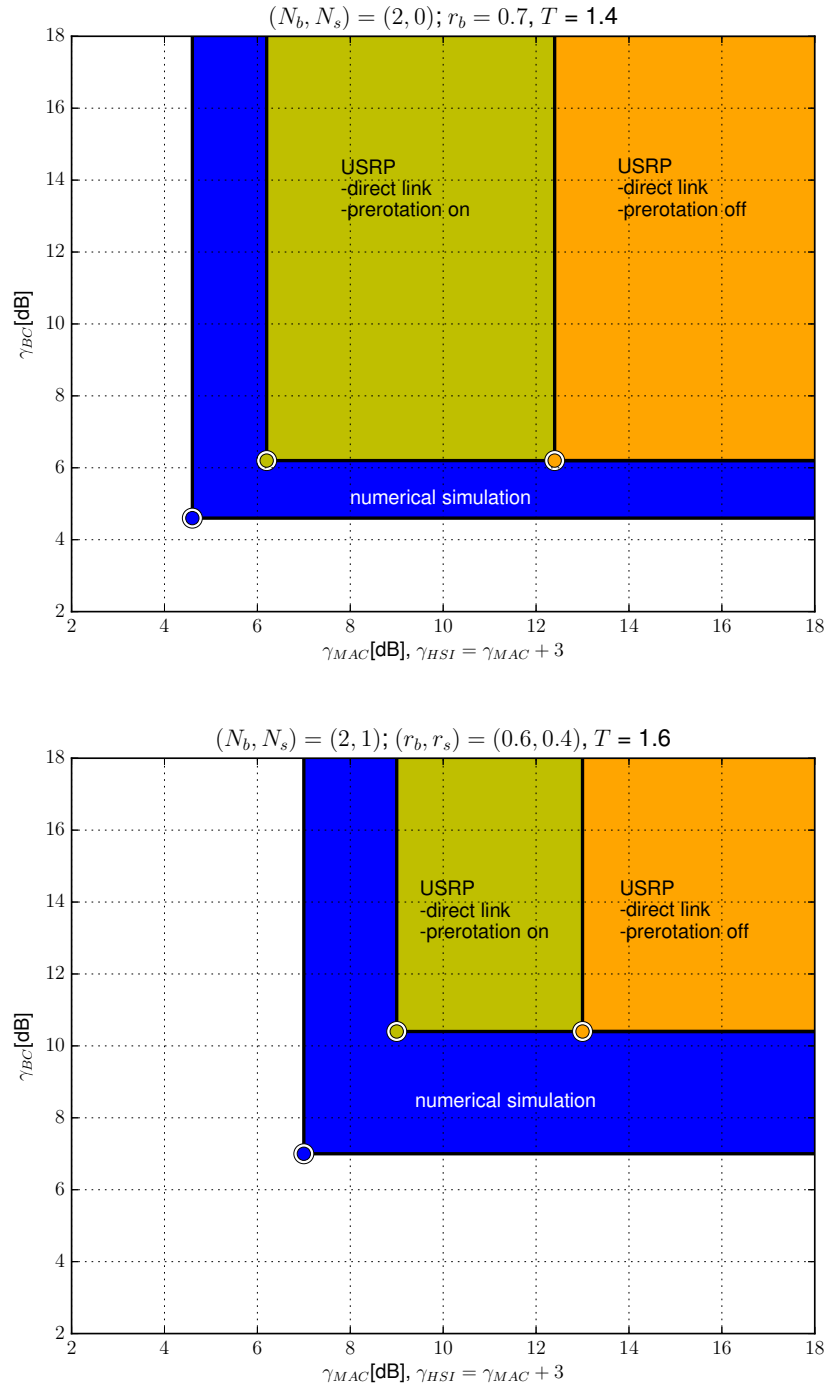 (N_b, N_s) = (2, 0); r_b = 0.7, T = 1.4
18
16
14
12
10
8
6
4
2
γ_BC[dB]
USRP
-direct link
-prerotation on
USRP
-direct link
-prerotation off
numerical simulation
2 4 6 8 10 12 14 16 18
γ_MAC[dB], γ_HSI = γ_MAC + 3
(N_b, N_s) = (2, 1); (r_b, r_s) = (0.6, 0.4), T = 1.6
18
16
14
12
10
8
6
4
2
γ_BC[dB]
USRP
-direct link
-prerotation on
USRP
-direct link
-prerotation off
numerical simulation
2 4 6 8 10 12 14 16 18
γ_MAC[dB], γ_HSI = γ_MAC + 3